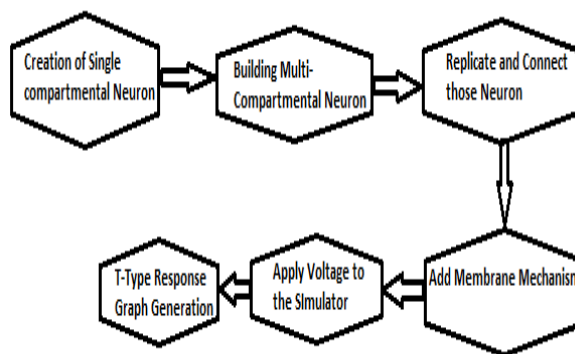 Creation of Single
compartmental Neuron
Building Multi-
Compartmental Neuron
Replicate and Connect
those Neuron
Add Membrane Mechanism
Apply Voltage to
the SImulator
T-Type Response
Graph Generation